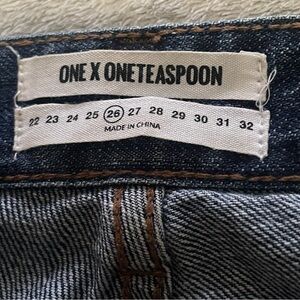 ONE X ONETEASPOON
22 23 24 25 26 27 28 29 30 31 32
MADE IN CHINA